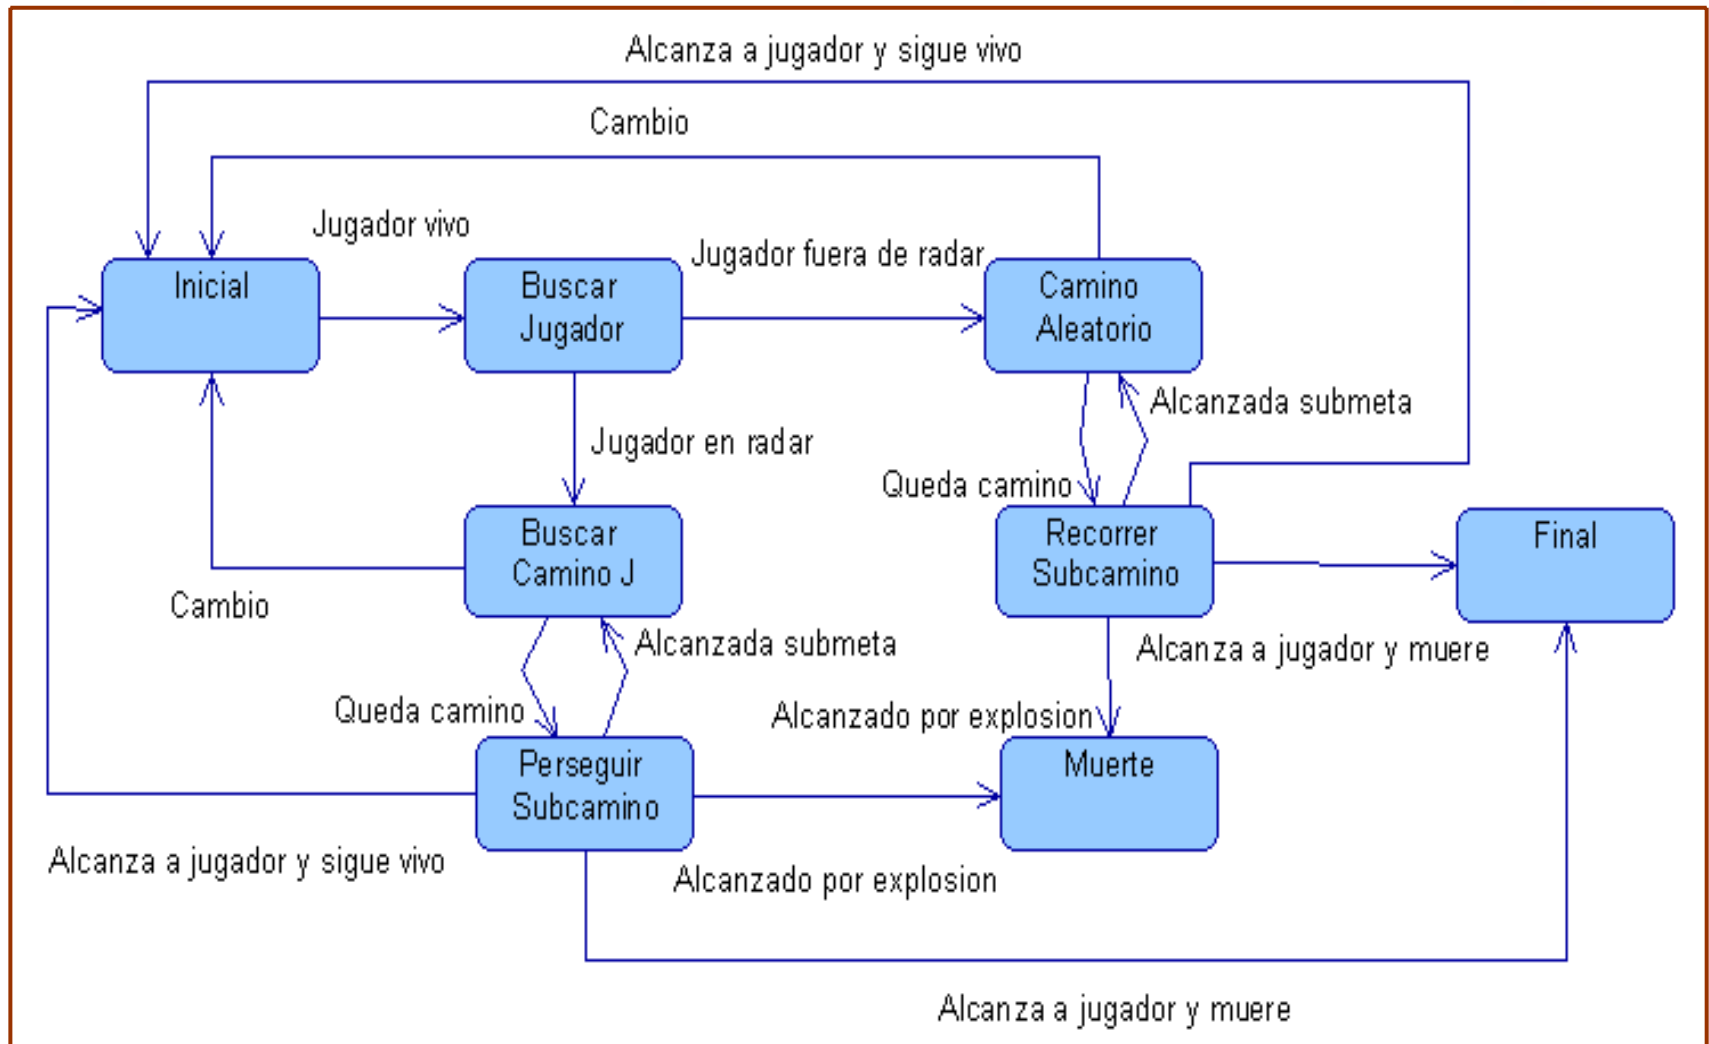 Alcanza a jugador y sigue vivo
Cambio
Jugador vivo
Jugador fuera de radar
Inicial
Buscar
Jugador
Camino
Aleatorio
Alcanzada submeta
Jugador en radar
Queda camino
Buscar
Camino J
Recorrer
Subcamino
Final
Cambio
Alcanzada submeta
Alcanza a jugador y muere
Queda camino
Alcanzado por explosion
Perseguir
Subcamino
Muerte
Alcanza a jugador y sigue vivo
Alcanzado por explosion
Alcanza a jugador y muere